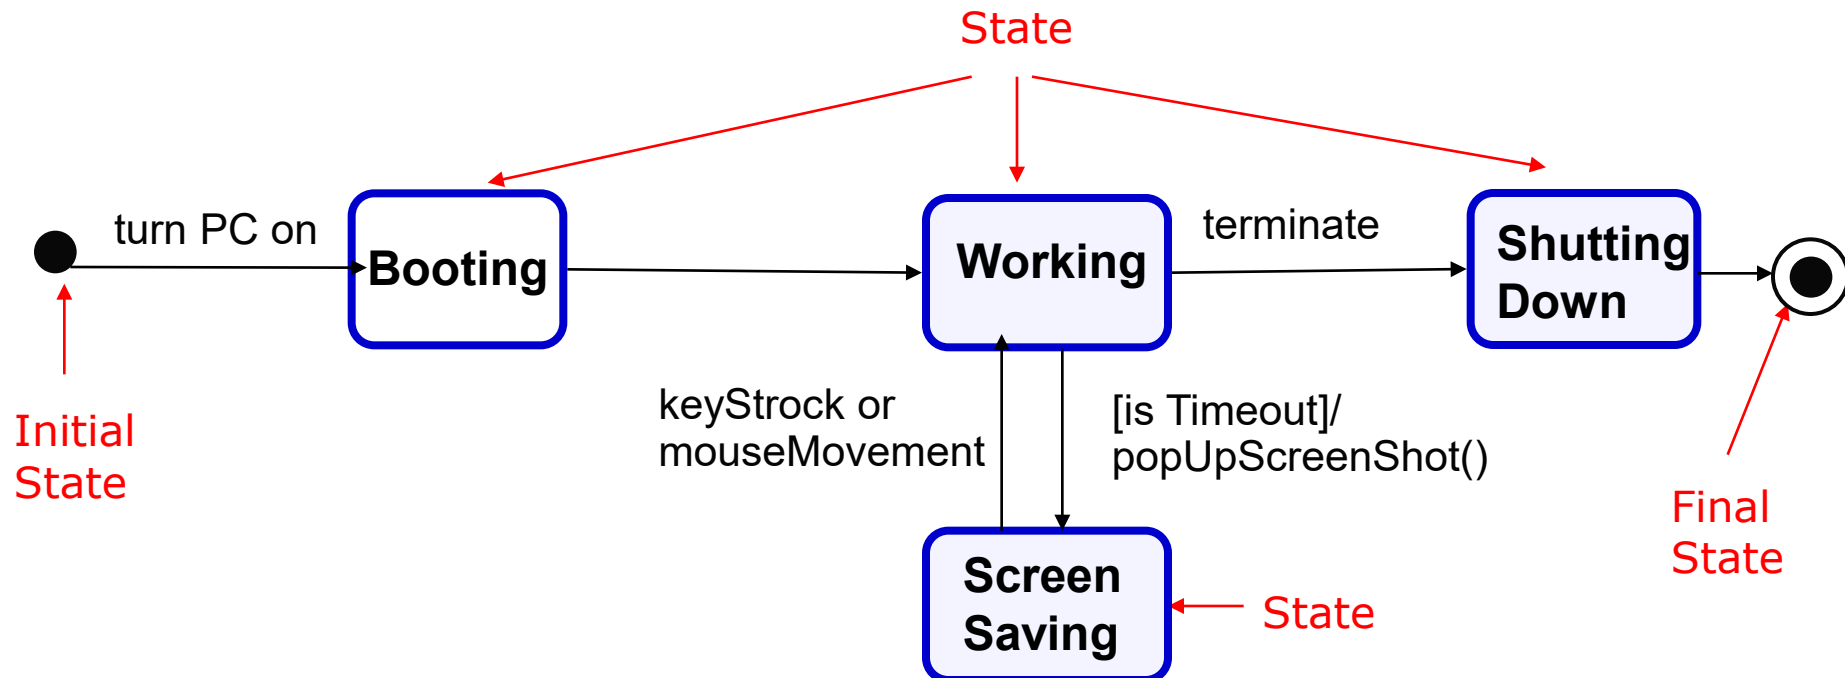 State
turn PC on
Booting
Working
terminate
Shutting
Down
Initial
State
keyStrock or
mouseMovement
[is Timeout]/
popUpScreenShot()
Final
State
Screen
Saving
State